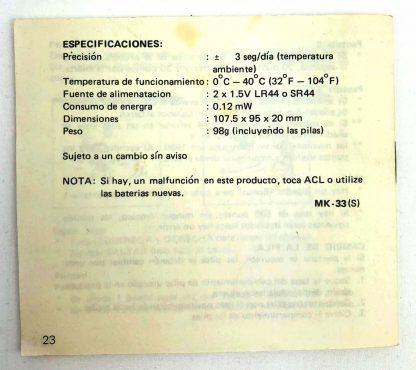 ESPECIFICACIONES:
Precisión : ± 3 seg/día (temperatura
ambiente)
Temperatura de funcionamiento : 0°C – 40°C (32°F – 104°F)
Fuente de alimenatacion : 2 x 1.5V LR44 o SR44
Consumo de energra : 0.12 mW
Dimensiones : 107.5 x 95 x 20 mm
Peso : 98g (incluyendo las pilas)
Sujeto a un cambio sin aviso
NOTA: Si hay, un malfunción en este producto, toca ACL o utilize
las baterias nuevas.
MK-33(S)
23